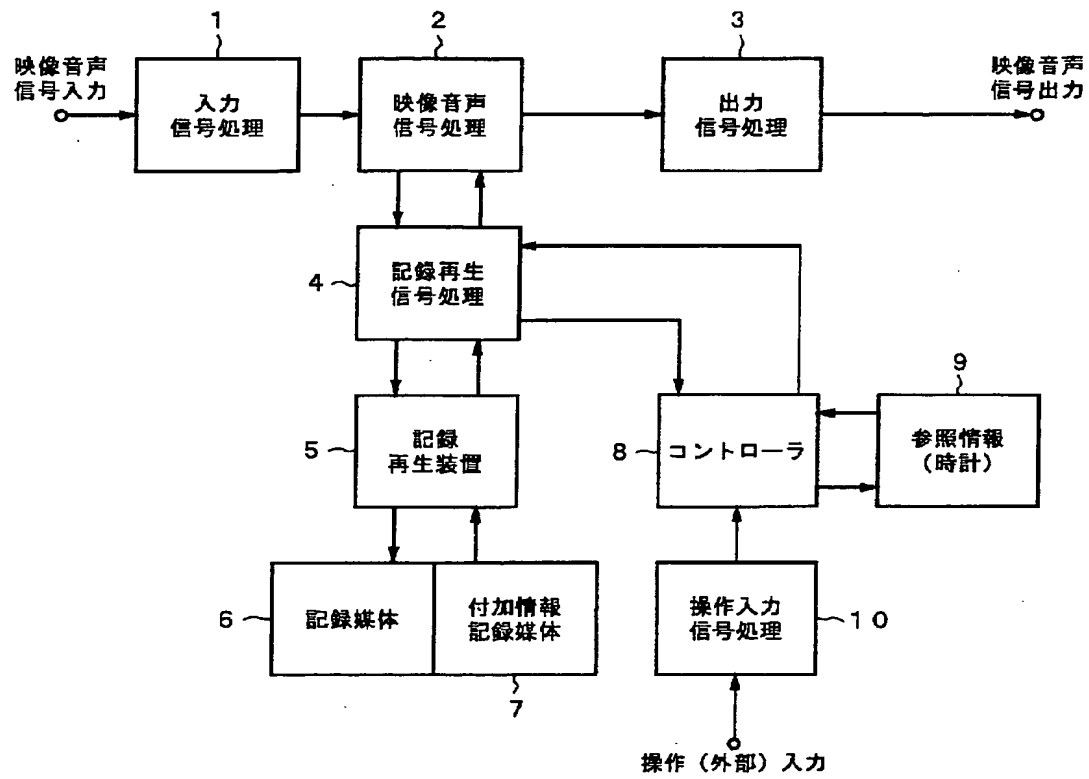 1
2
3
映像音声
信号入力
入力
信号処理
映像音声
信号処理
出力
信号処理
映像音声
信号出力
4
記録再生
信号処理
5
記録
再生装置
8
コントローラ
9
参照情報
(時計)
6
記録媒体
付加情報
記録媒体
7
操作入力
信号処理
10
操作(外部)入力